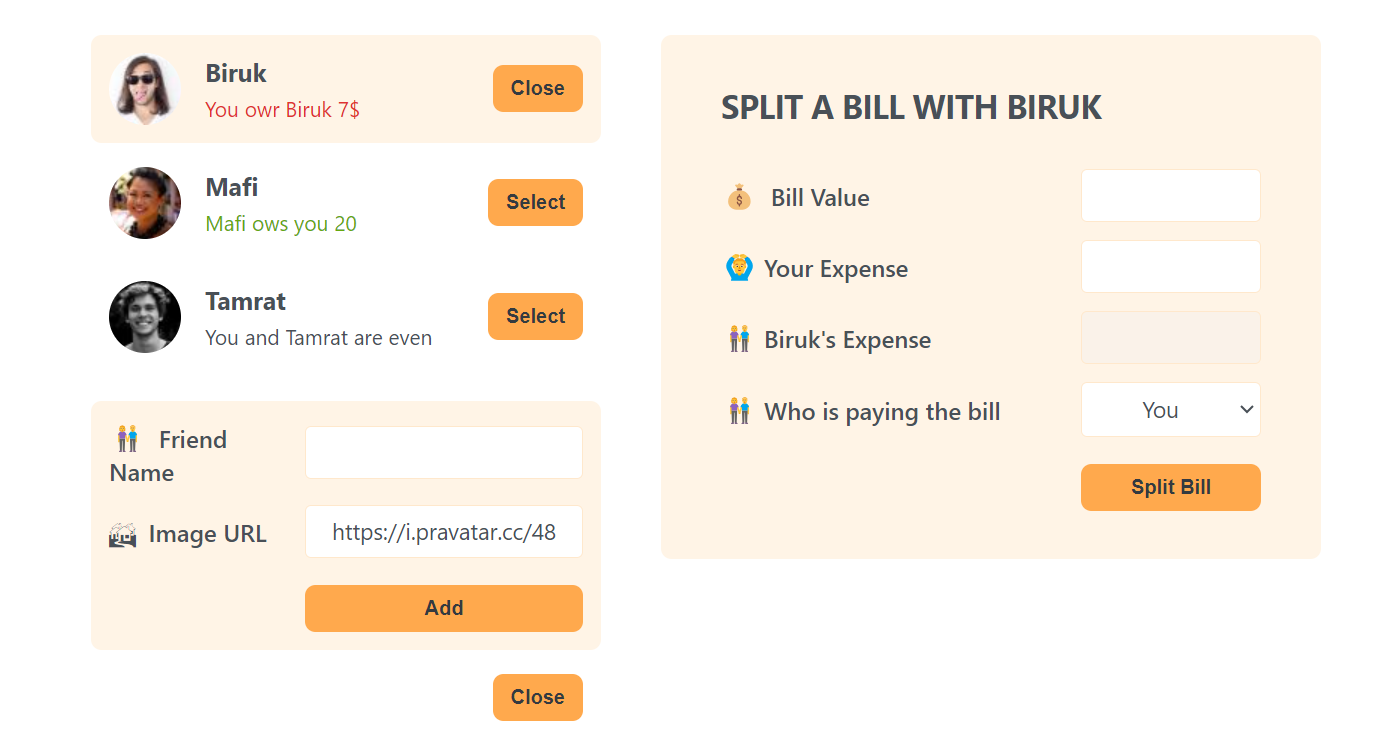 Biruk
You owr Biruk 7$
Close
Mafi
Mafi ows you 20
Select
Tamrat
You and Tamrat are even
Select
Friend
Name
Image URL
https://i.pravatar.cc/48
Add
Close
SPLIT A BILL WITH BIRUK
Bill Value
Your Expense
Biruk's Expense
Who is paying the bill
You
Split Bill